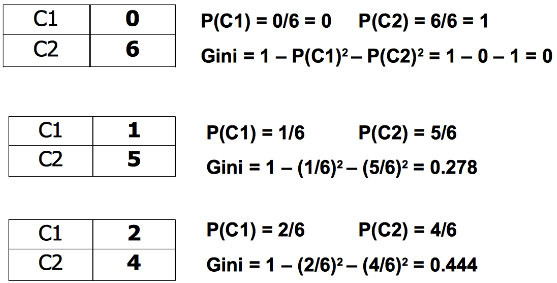 C1 0 P(C1) = 0/6 = 0 P(C2) = 6/6 = 1
C2 6 Gini = 1 – P(C1)² – P(C2)² = 1 – 0 – 1 = 0
C1 1 P(C1) = 1/6 P(C2) = 5/6
C2 5 Gini = 1 – (1/6)² – (5/6)² = 0.278
C1 2 P(C1) = 2/6 P(C2) = 4/6
C2 4 Gini = 1 – (2/6)² – (4/6)² = 0.444